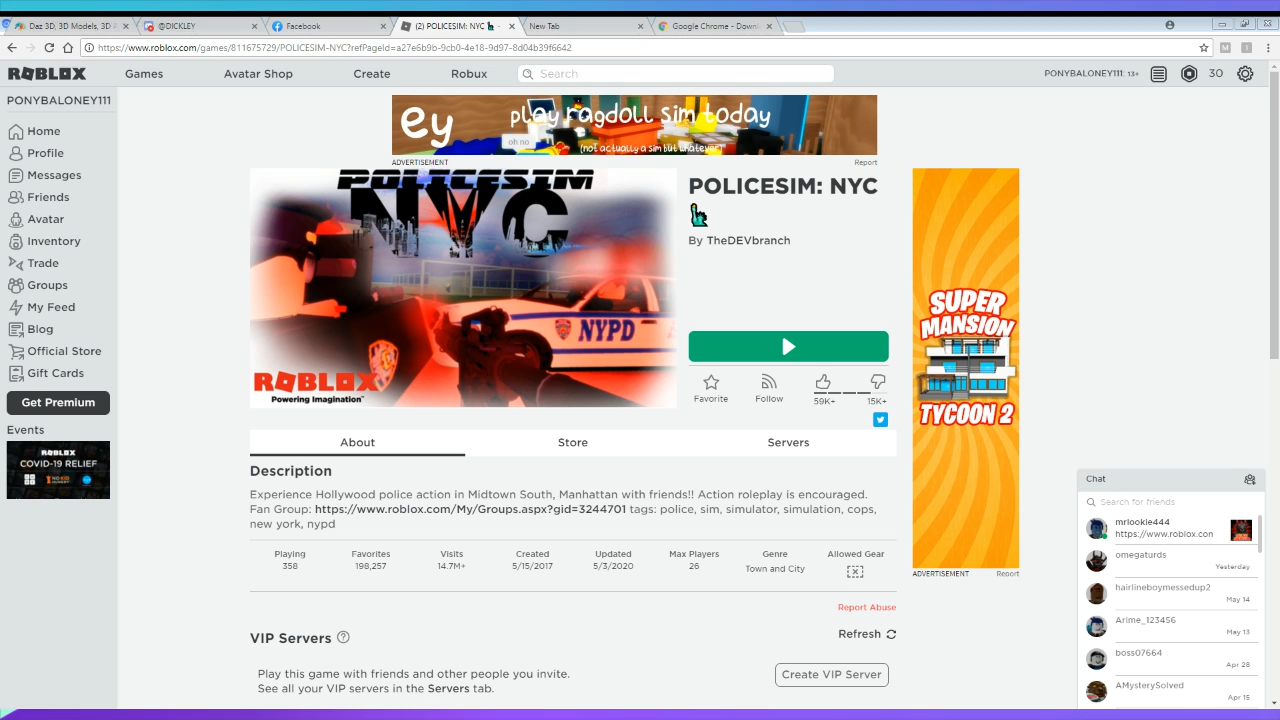 Daz 3D, 3D Models, 3D
@DICKLEY
Facebook
(2) POLICESIM: NYC
New Tab
Google Chrome - Downl
https://www.roblox.com/games/811675729/POLICESIM-NYC?refPageId=a27e6b9b-9cb0-4e18-9d97-8d04b39f6642
ROBLOX
Games
Avatar Shop
Create
Robux
Search
PONYBALONEY111: 13+
30
PONYBALONEY111
Home
Profile
Messages
Friends
Avatar
Inventory
Trade
Groups
My Feed
Blog
Official Store
Gift Cards
Get Premium
Events
ROBLOX
COVID-19 RELIEF
NO KID
HUNGRY
ey
play ragdoll sim today
oh no
(not actually a sim but whatever)
ADVERTISEMENT
Report
POLICESIM
NYC
NYPD
ROBLOX
Powering Imagination™
POLICESIM: NYC
By TheDEVbranch
Favorite
Follow
59K+
15K+
About
Store
Servers
Description
Experience Hollywood police action in Midtown South, Manhattan with friends!! Action roleplay is encouraged.
Fan Group: https://www.roblox.com/My/Groups.aspx?gid=3244701 tags: police, sim, simulator, simulation, cops,
new york, nypd
Playing
358
Favorites
198,257
Visits
14.7M+
Created
5/15/2017
Updated
5/3/2020
Max Players
26
Genre
Town and City
Allowed Gear
Report Abuse
VIP Servers
Refresh
Play this game with friends and other people you invite.
See all your VIP servers in the Servers tab.
Create VIP Server
SUPER
MANSION
TYCOON 2
ADVERTISEMENT
Report
Chat
Search for friends
mrlookie444
https://www.roblox.con
omegaturds
Yesterday
hairlineboymessedup2
May 14
Arime_123456
May 13
boss07664
Apr 28
AMysterySolved
Apr 15